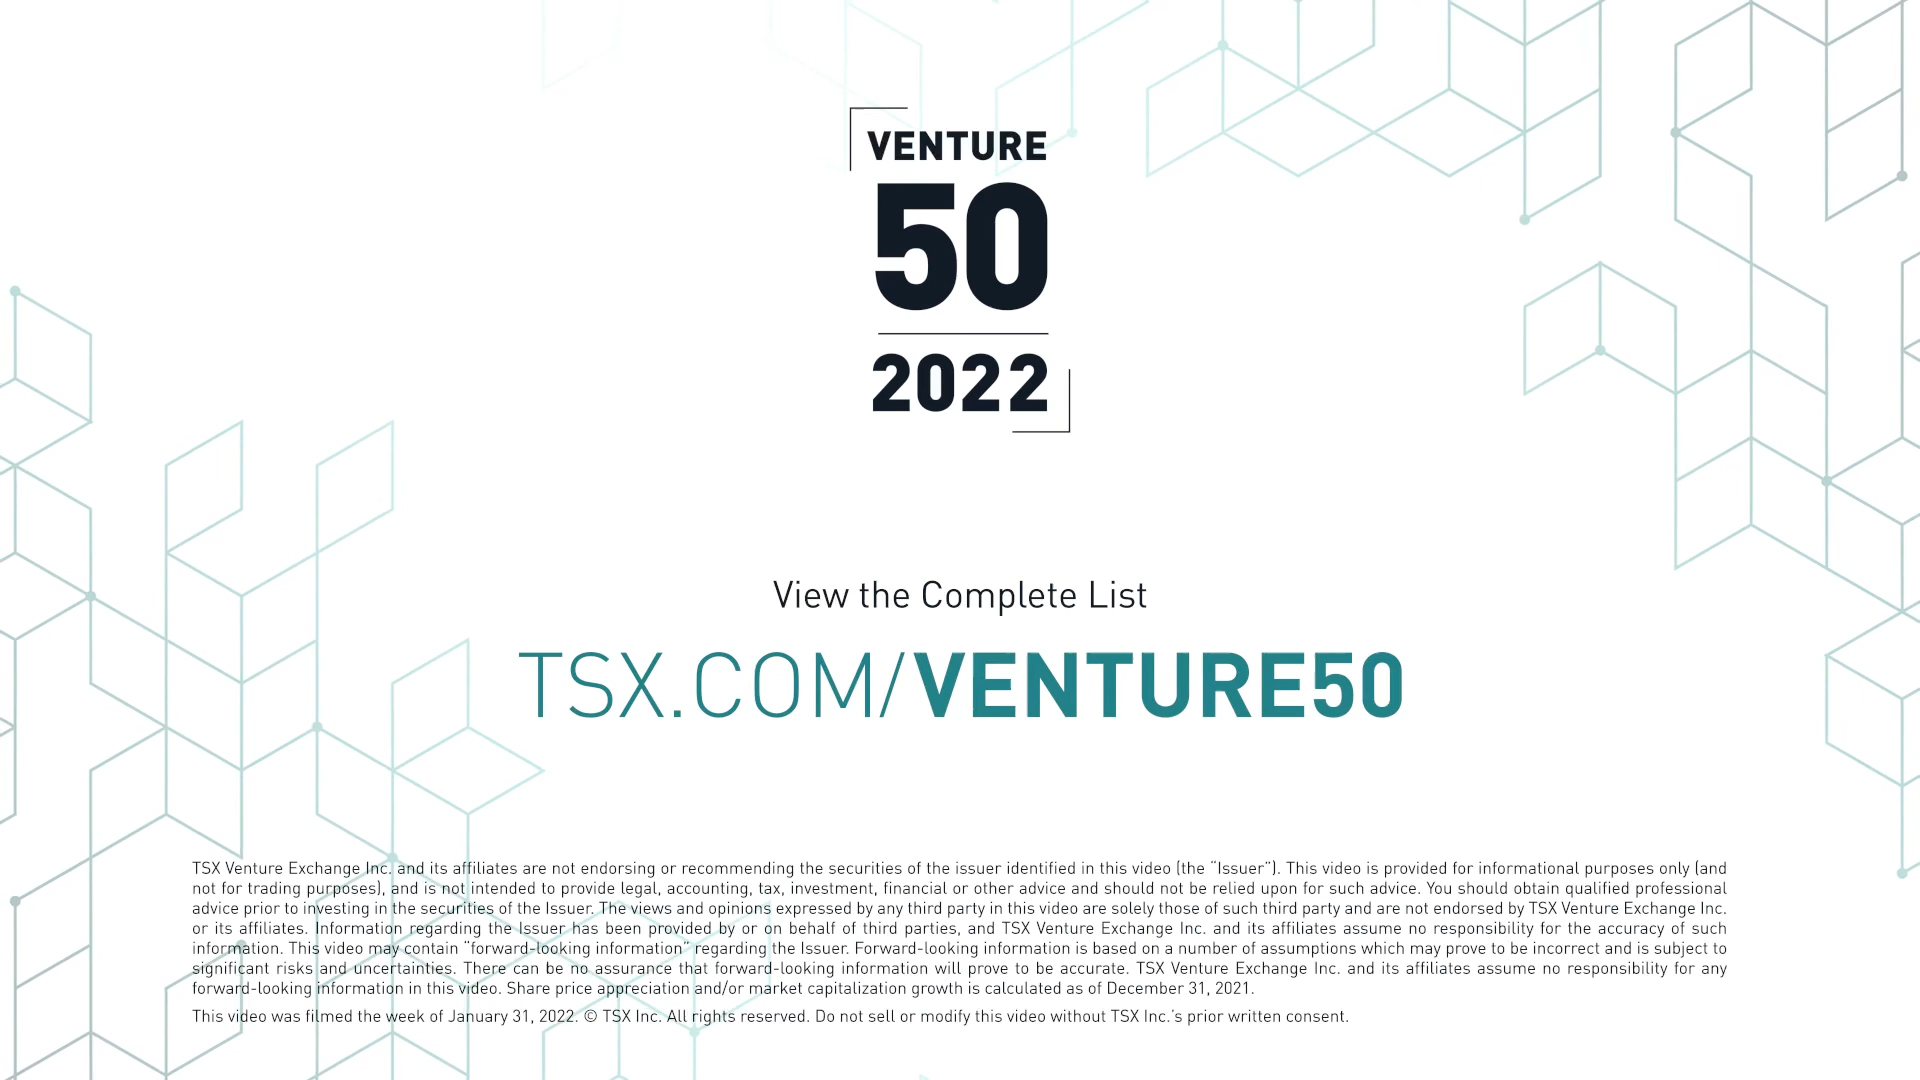 VENTURE
50
2022
View the Complete List
TSX.COM/VENTURE50
TSX Venture Exchange Inc. and its affiliates are not endorsing or recommending the securities of the issuer identified in this video (the “Issuer”). This video is provided for informational purposes only (and
not for trading purposes), and is not intended to provide legal, accounting, tax, investment, financial or other advice and should not be relied upon for such advice. You should obtain qualified professional
advice prior to investing in the securities of the Issuer. The views and opinions expressed by any third party in this video are solely those of such third party and are not endorsed by TSX Venture Exchange Inc.
or its affiliates. Information regarding the Issuer has been provided by or on behalf of third parties, and TSX Venture Exchange Inc. and its affiliates assume no responsibility for the accuracy of such
information. This video may contain “forward-looking information” regarding the Issuer. Forward-looking information is based on a number of assumptions which may prove to be incorrect and is subject to
significant risks and uncertainties. There can be no assurance that forward-looking information will prove to be accurate. TSX Venture Exchange Inc. and its affiliates assume no responsibility for any
forward-looking information in this video. Share price appreciation and/or market capitalization growth is calculated as of December 31, 2021.
This video was filmed the week of January 31, 2022. © TSX Inc. All rights reserved. Do not sell or modify this video without TSX Inc.’s prior written consent.